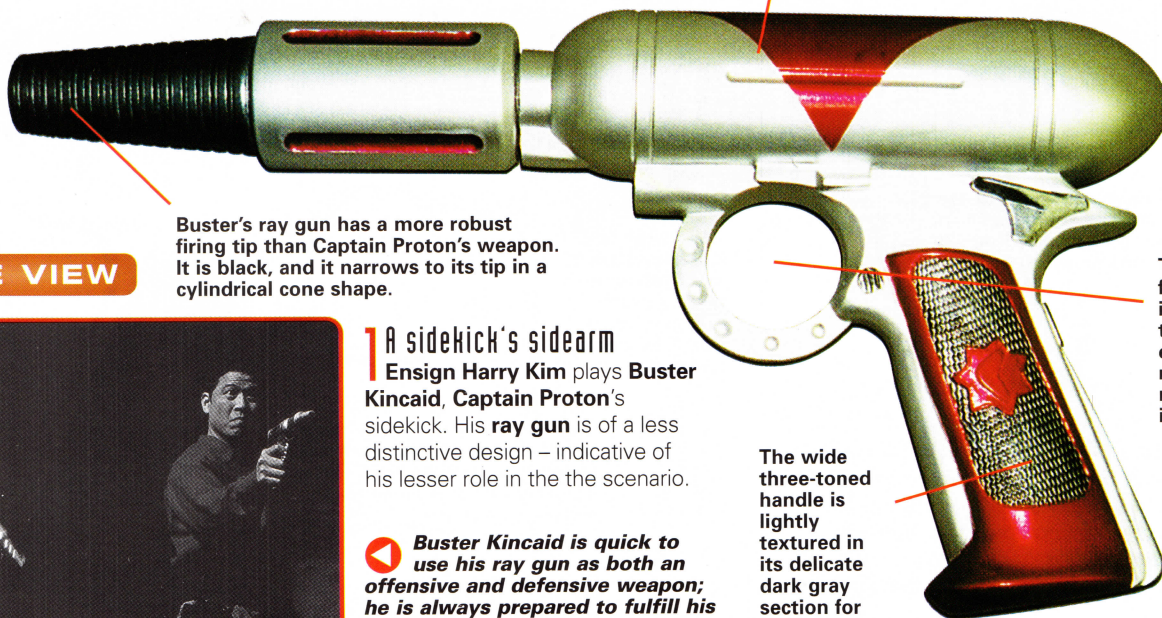 Buster's ray gun has a more robust
firing tip than Captain Proton's weapon.
It is black, and it narrows to its tip in a
cylindrical cone shape.
VIEW
1 A sidekick's sidearm
Ensign Harry Kim plays Buster
Kincaid, Captain Proton's
sidekick. His ray gun is of a less
distinctive design – indicative of
his lesser role in the the scenario.
Buster Kincaid is quick to
use his ray gun as both an
offensive and defensive weapon;
he is always prepared to fulfill his
The wide
three-toned
handle is
lightly
textured in
its delicate
dark gray
section for